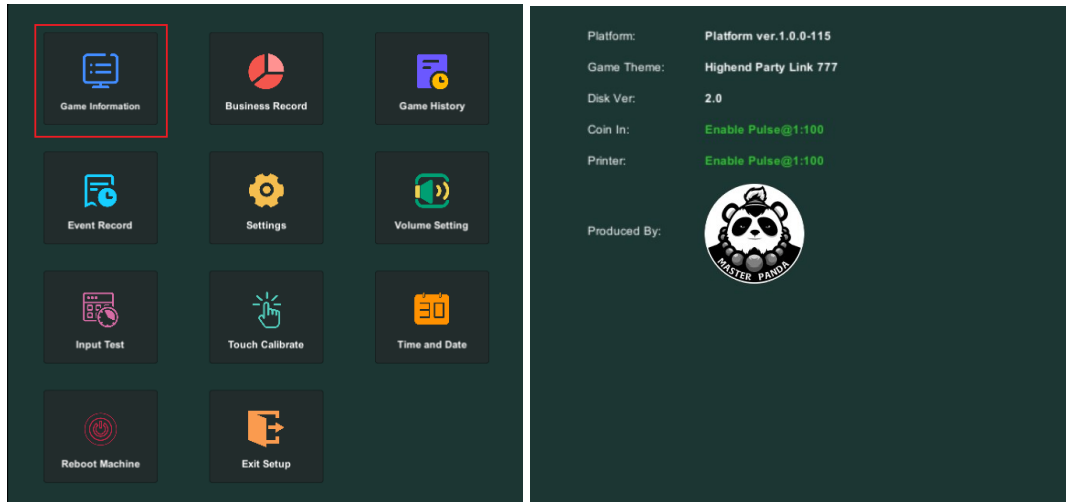 Game Information
Business Record
Game History
Event Record
Settings
Volume Setting
Input Test
30
Touch Calibrate
Time and Date
Reboot Machine
Exit Setup
Platform: Platform ver.1.0.0-115
Game Theme: Highend Party Link 777
Disk Ver: 2.0
Coin In: Enable Pulse@1:100
Printer: Enable Pulse@1:100
Produced By:
MASTER PANDA